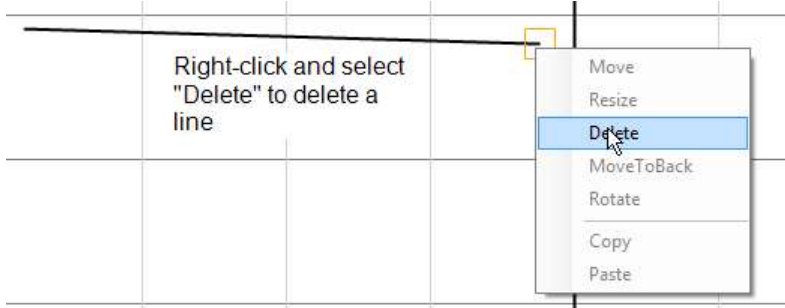 Right-click and select
"Delete" to delete a
line
Move
Resize
Delete
MoveToBack
Rotate
Copy
Paste